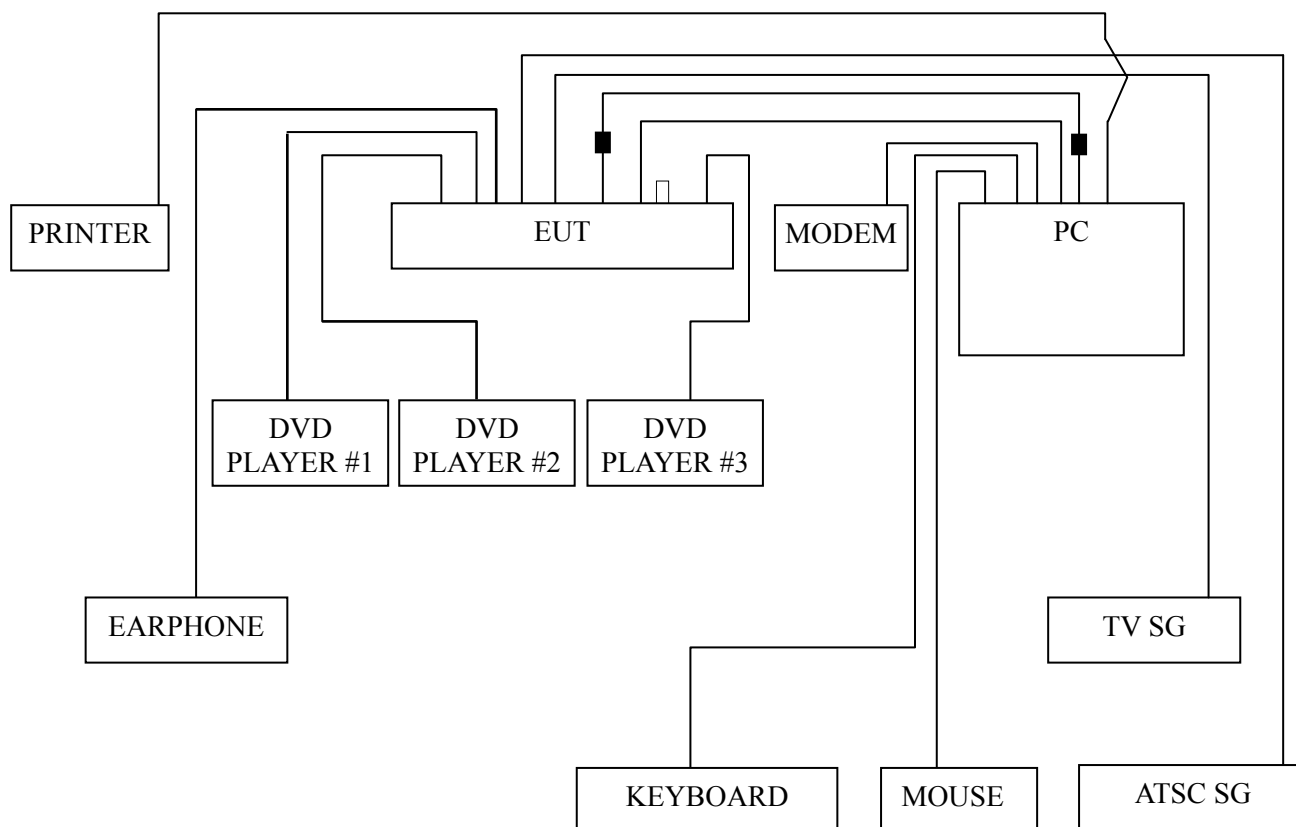 PRINTER
EUT
MODEM
PC
DVD
PLAYER #1
DVD
PLAYER #2
DVD
PLAYER #3
EARPHONE
TV SG
KEYBOARD
MOUSE
ATSC SG